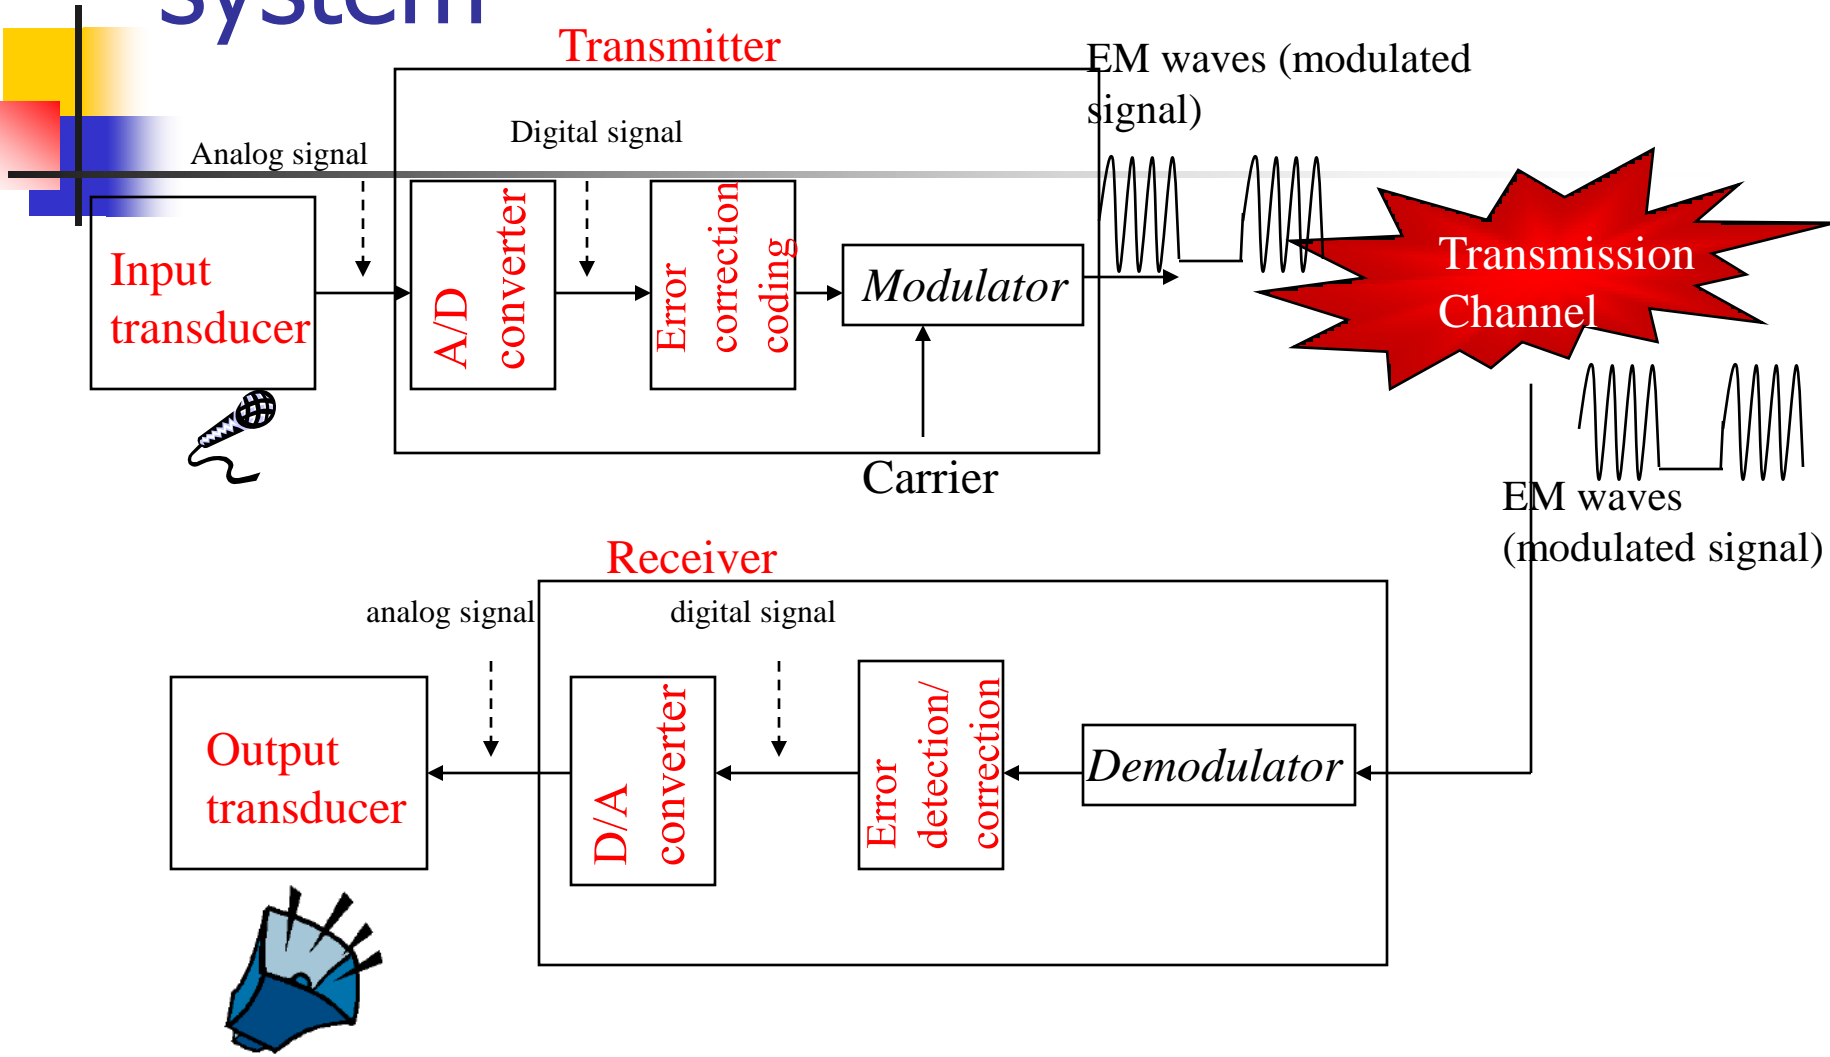 system
Transmitter
EM waves (modulated
signal)
Analog signal
Digital signal
Input
transducer
A/D
converter
Error
correction
coding
Modulator
Carrier
Transmission
Channel
EM waves
(modulated signal)
Receiver
analog signal
digital signal
Output
transducer
D/A
converter
Error
detection/
correction
Demodulator